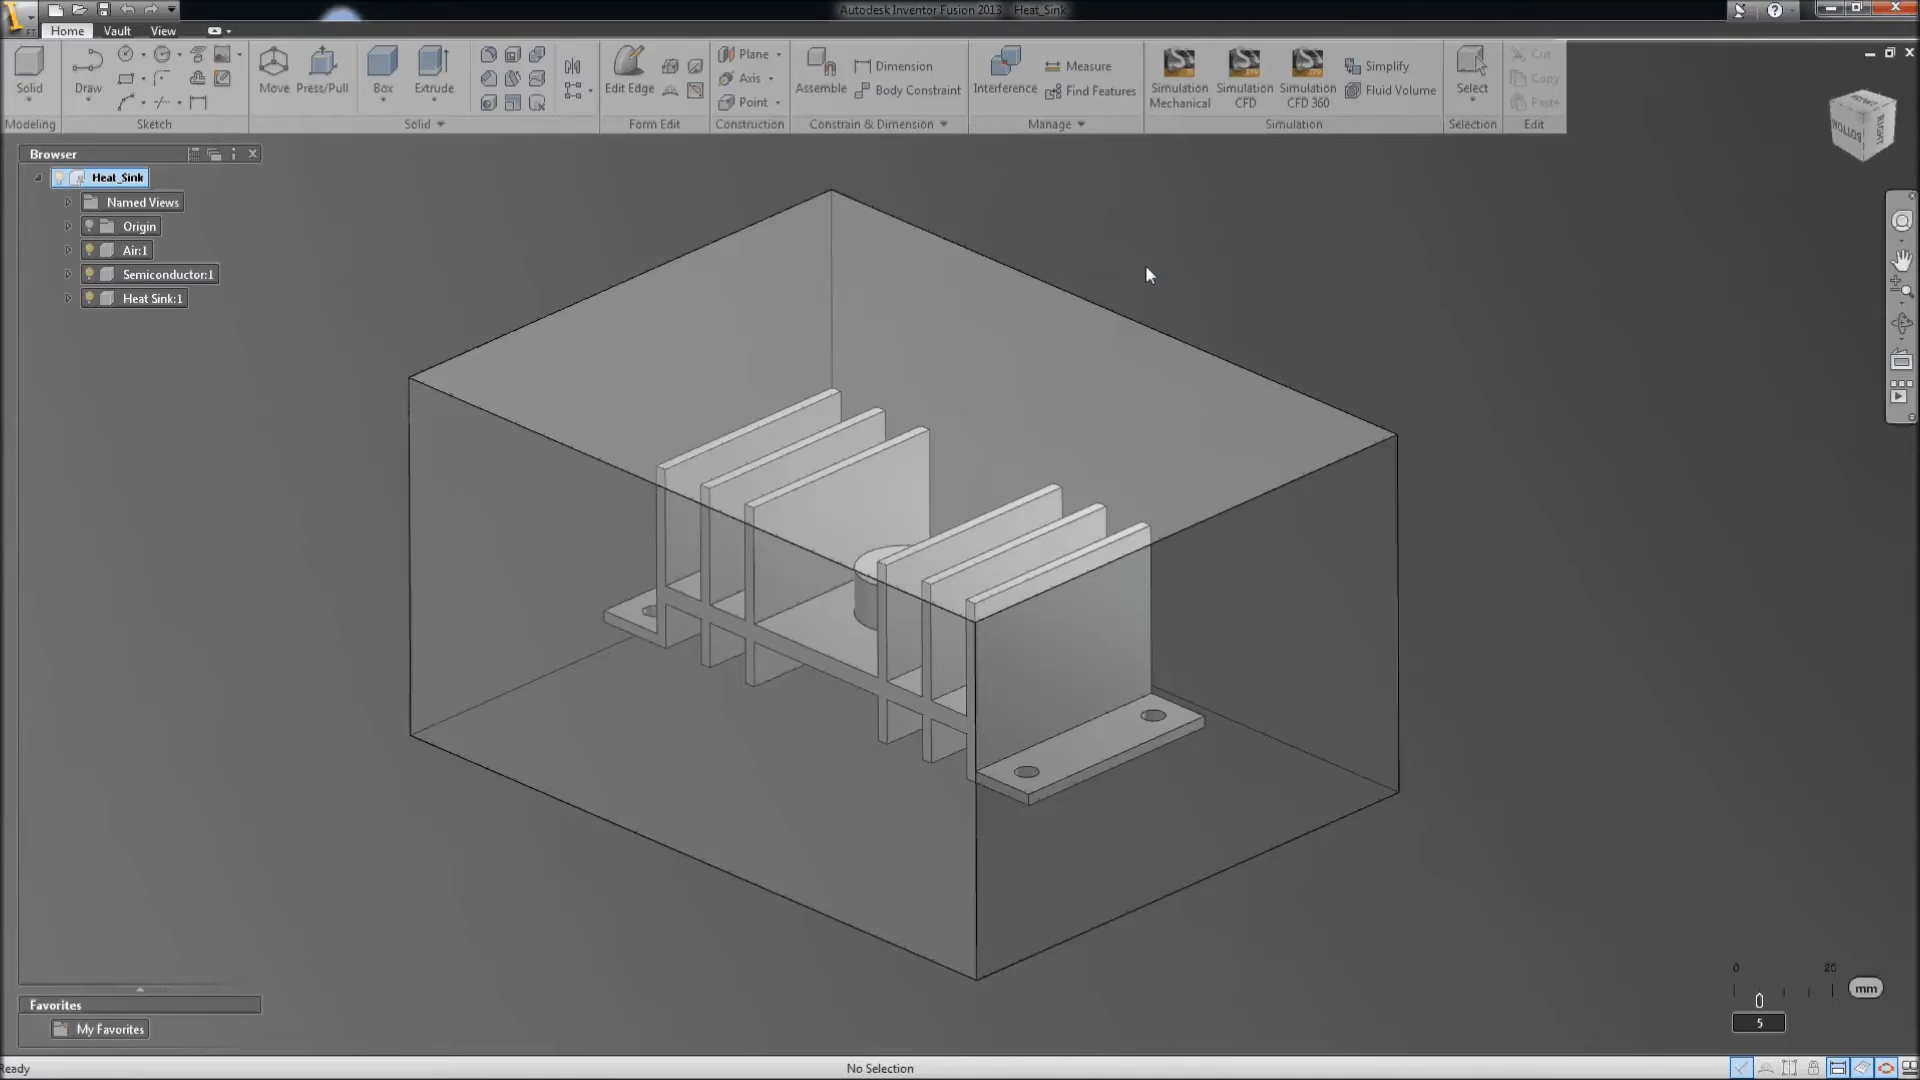 Autodesk Inventor Fusion 2013 Heat_Sink
Home Vault View
Solid Draw Move Press/Pull Box Extrude Edit Edge Plane Axis Point Assemble Dimension Body Constraint Interference Measure Find Features Simulation Mechanical Simulation CFD Simulation CFD 360 Simplify Fluid Volume Select Cut Copy Paste
Modeling Sketch Solid Form Edit Construction Constrain & Dimension Manage Simulation Selection Edit
Browser
Heat_Sink
Named Views
Origin
Air:1
Semiconductor:1
Heat Sink:1
BOTTOM RIGHT
Favorites
My Favorites
0 20
mm
5
Ready No Selection